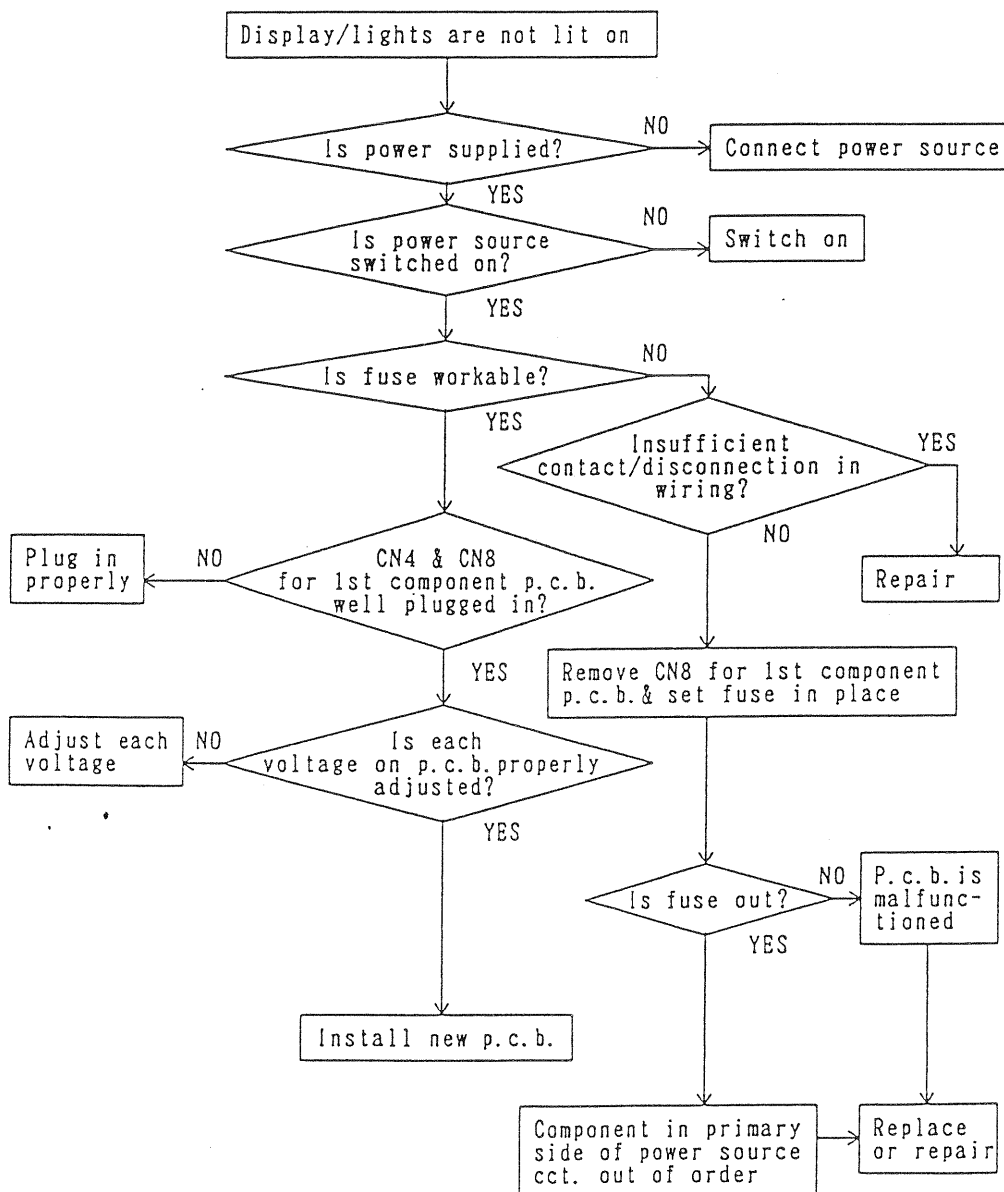 Display/lights are not lit on
Is power supplied?
NO
Connect power source
YES
Is power source
switched on?
NO
Switch on
YES
Is fuse workable?
NO
YES
Insufficient
contact/disconnection in
wiring?
YES
NO
Repair
CN4 & CN8
for 1st component p.c.b.
well plugged in?
NO
Plug in
properly
YES
Remove CN8 for 1st component
p.c.b.& set fuse in place
Is each
voltage on p.c.b.properly
adjusted?
NO
Adjust each
voltage
YES
Is fuse out?
NO
P.c.b.is
malfunc-
tioned
YES
Install new p.c.b.
Component in primary
side of power source
cct. out of order
Replace
or repair